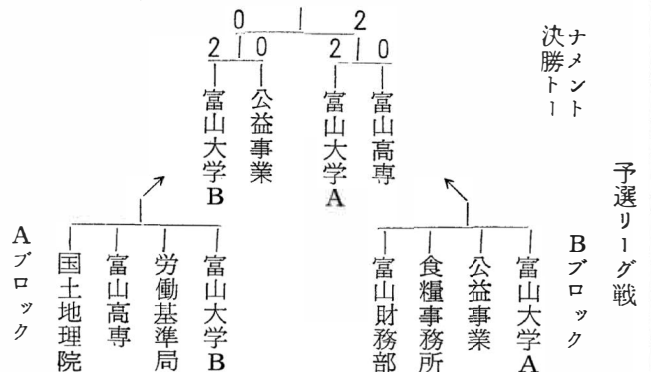 決勝トーナメント
0 2
2 0 2 0
富山大学B
公益事業
富山大学A
富山高専
予選リーグ戦
Aブロック
国土地理院
富山高専
労働基準局
富山大学B
Bブロック
富山財務部
食糧事務所
公益事業
富山大学A